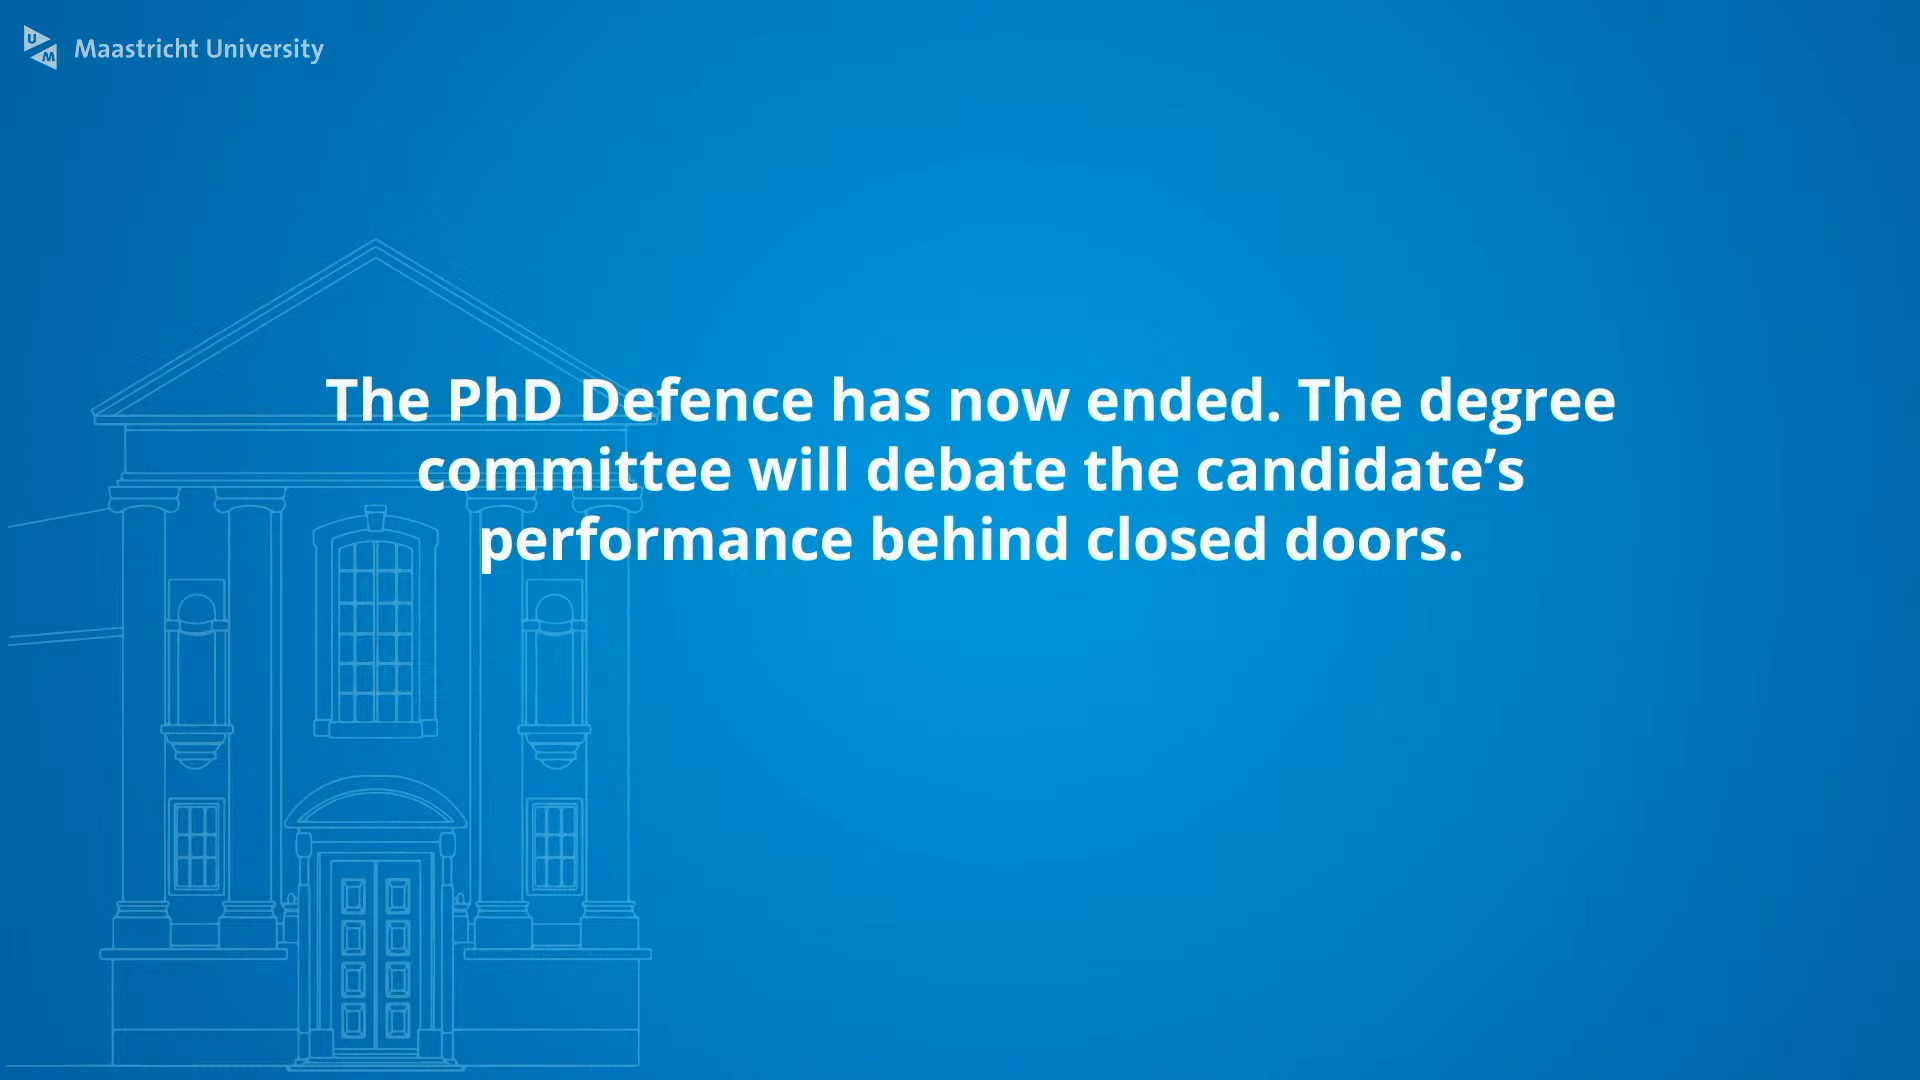 U
M
Maastricht University
The PhD Defence has now ended. The degree
committee will debate the candidate’s
performance behind closed doors.